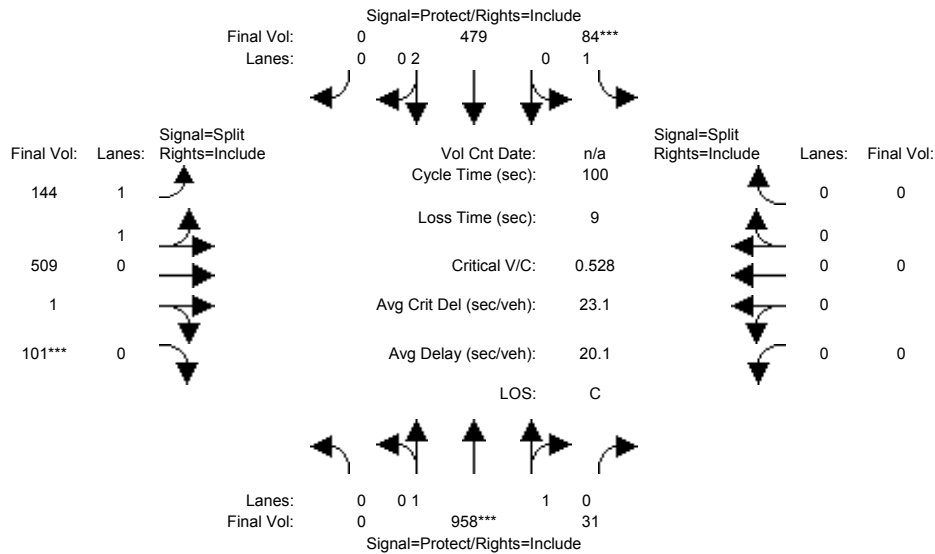 Signal=Protect/Rights=Include
Final Vol: 0 479 84***
Lanes: 0 0 2 0 1
Signal=Split
Final Vol: Lanes: Rights=Include
Vol Cnt Date: n/a
Signal=Split
Rights=Include Lanes: Final Vol:
Cycle Time (sec): 100
144 1 0 0
Loss Time (sec): 9
1 0
509 0 Critical V/C: 0.528 0 0
1 Avg Crit Del (sec/veh): 23.1 0
101*** 0 Avg Delay (sec/veh): 20.1 0 0
LOS: C
Lanes: 0 0 1 1 0
Final Vol: 0 958*** 31
Signal=Protect/Rights=Include